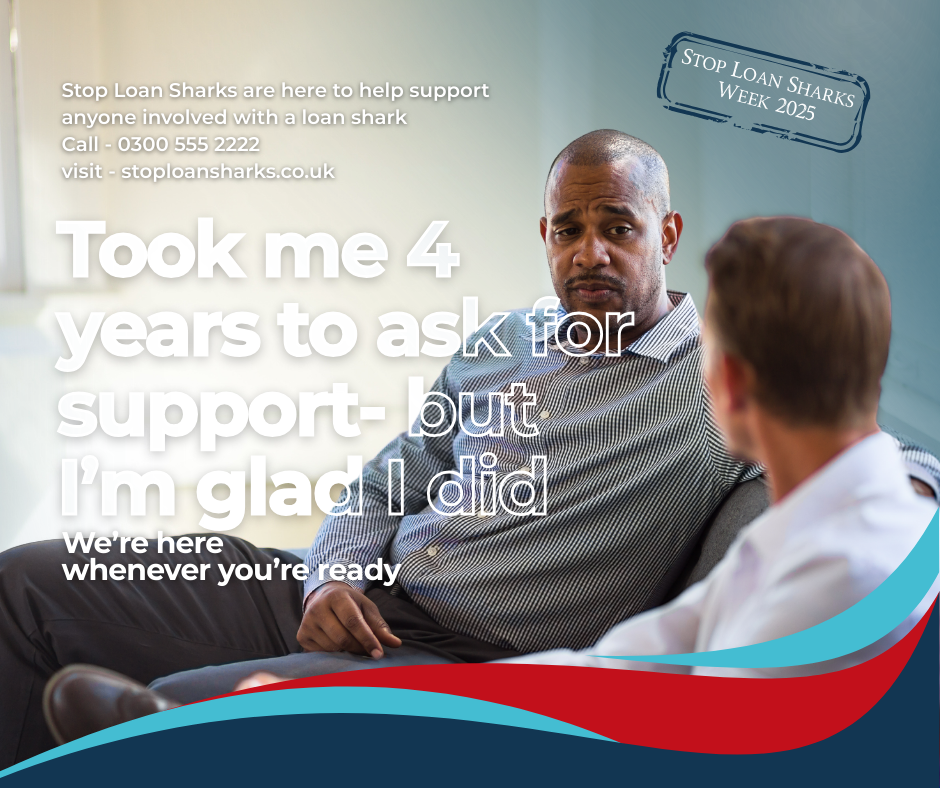 Stop Loan Sharks
Week 2025
Stop Loan Sharks are here to help support
anyone involved with a loan shark
Call - 0300 555 2222
visit - stoploansharks.co.uk
Took me 4
years to ask for
support- but
I'm glad I did
We're here
whenever you're ready